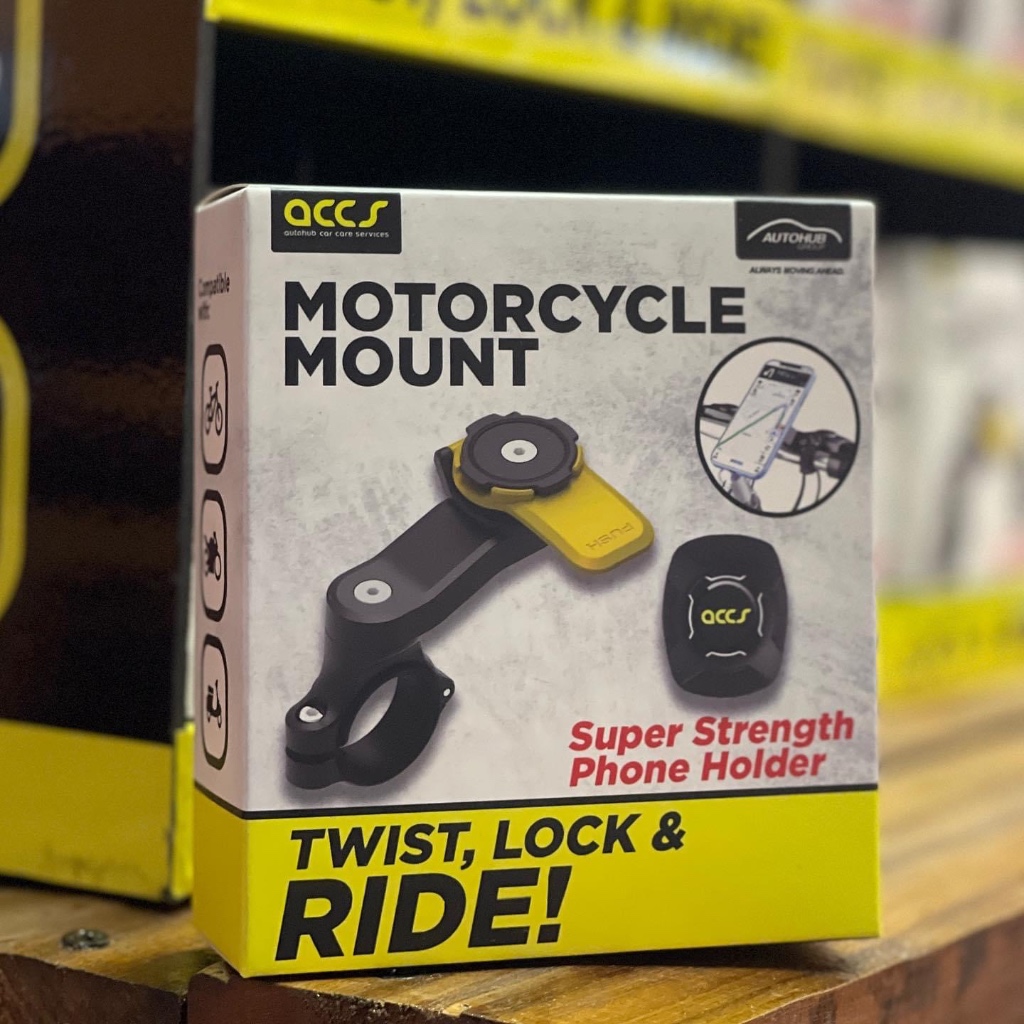 accs
autohub car care services
AUTOHUB
GROUP
ALWAYS MOVING AHEAD.
Compatible
with:
MOTORCYCLE
MOUNT
PUSH
accs
Super Strength
Phone Holder
TWIST, LOCK &
RIDE!